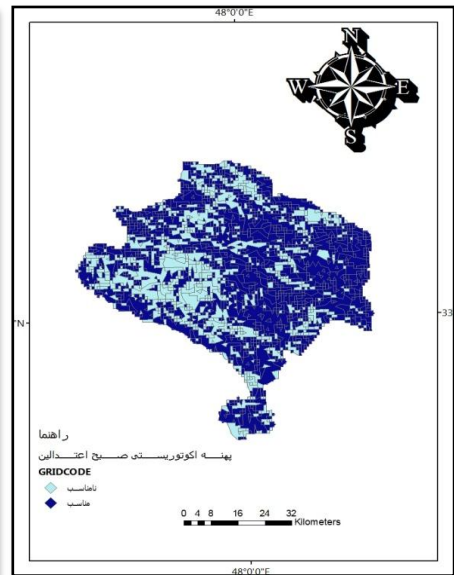 48°0'0"E
N
W E
S
33
°N
راهنما
پهنه اکوتوریستی صبح اعتدالین
GRIDCODE
نامناسب
مناسب
0 4 8 16 24 32
Kilometers
48°0'0"E